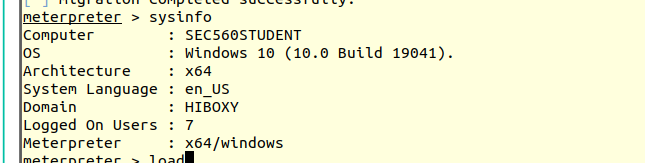 [ ] Migration completed successfully.
meterpreter > sysinfo
Computer        : SEC560STUDENT
OS              : Windows 10 (10.0 Build 19041).
Architecture    : x64
System Language : en_US
Domain          : HIBOXY
Logged On Users : 7
Meterpreter     : x64/windows
meterpreter > load